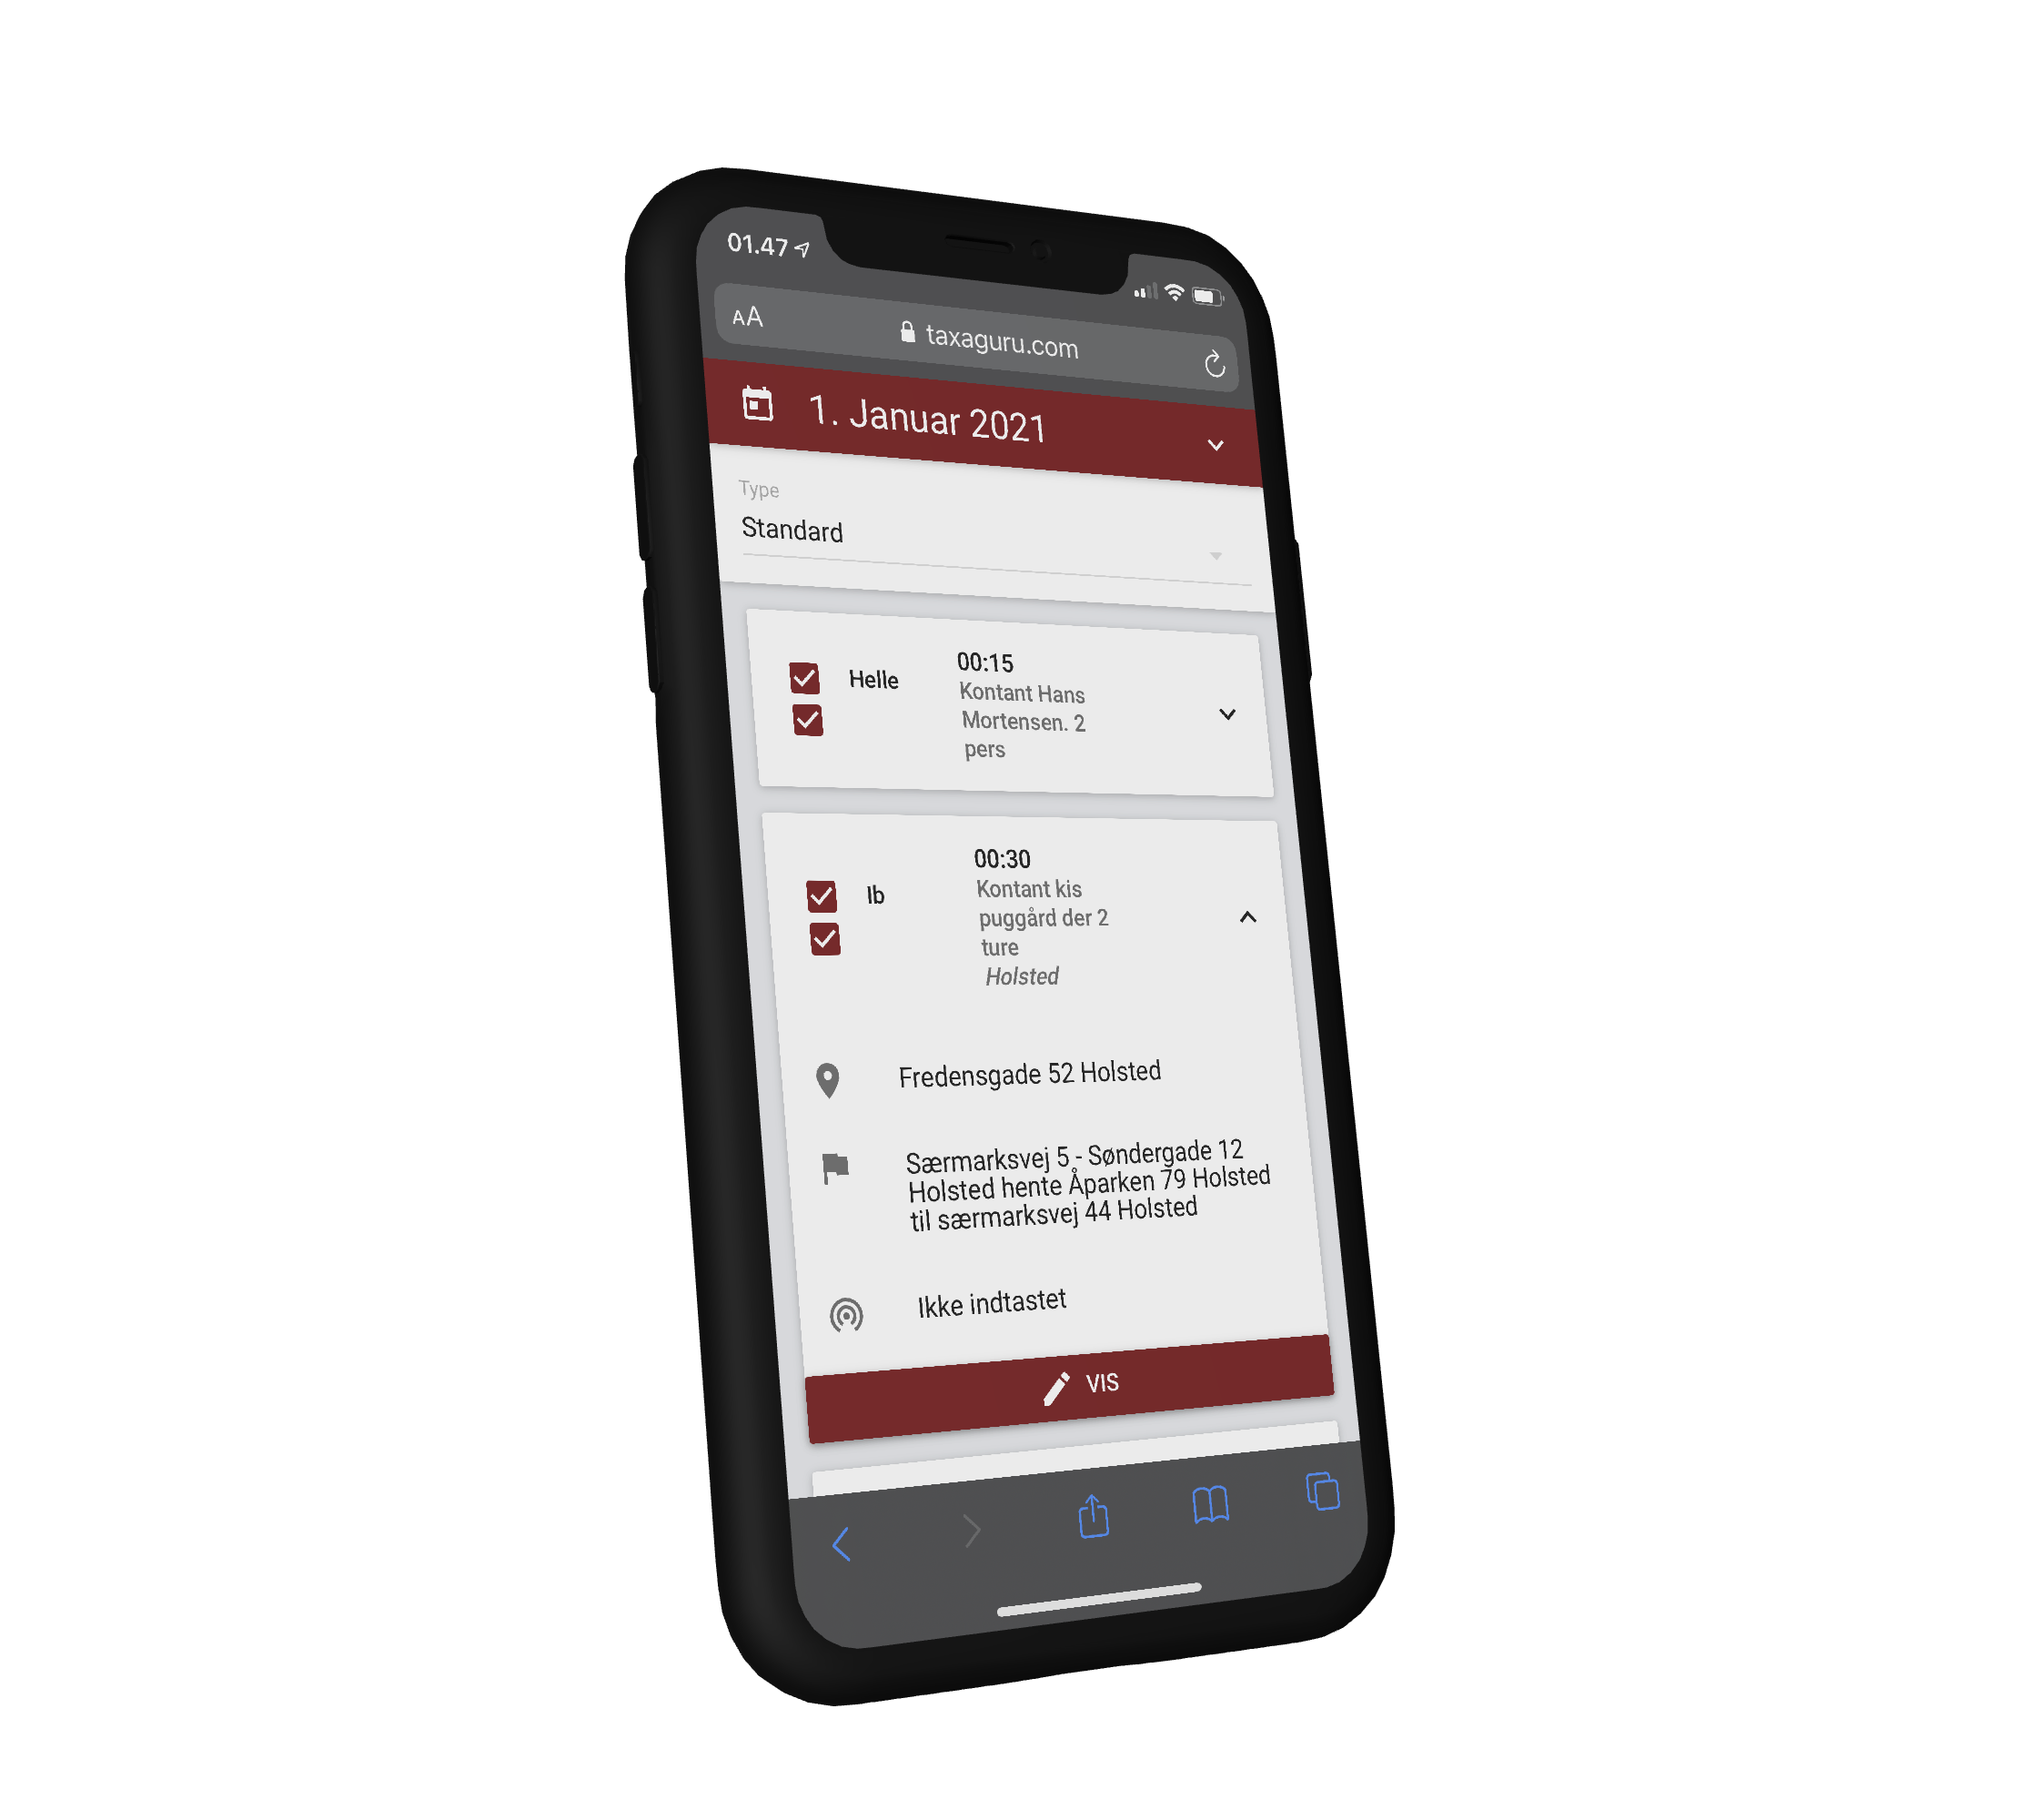 01.47
AA
taxaguru.com
1. Januar 2021
Type
Standard
Helle
00:15
Kontant Hans
Mortensen. 2
pers
Ib
00:30
Kontant kis
puggård der 2
ture
Holsted
Fredensgade 52 Holsted
Særmarksvej 5 - Søndergade 12
Holsted hente Åparken 79 Holsted
til særmarksvej 44 Holsted
Ikke indtastet
VIS